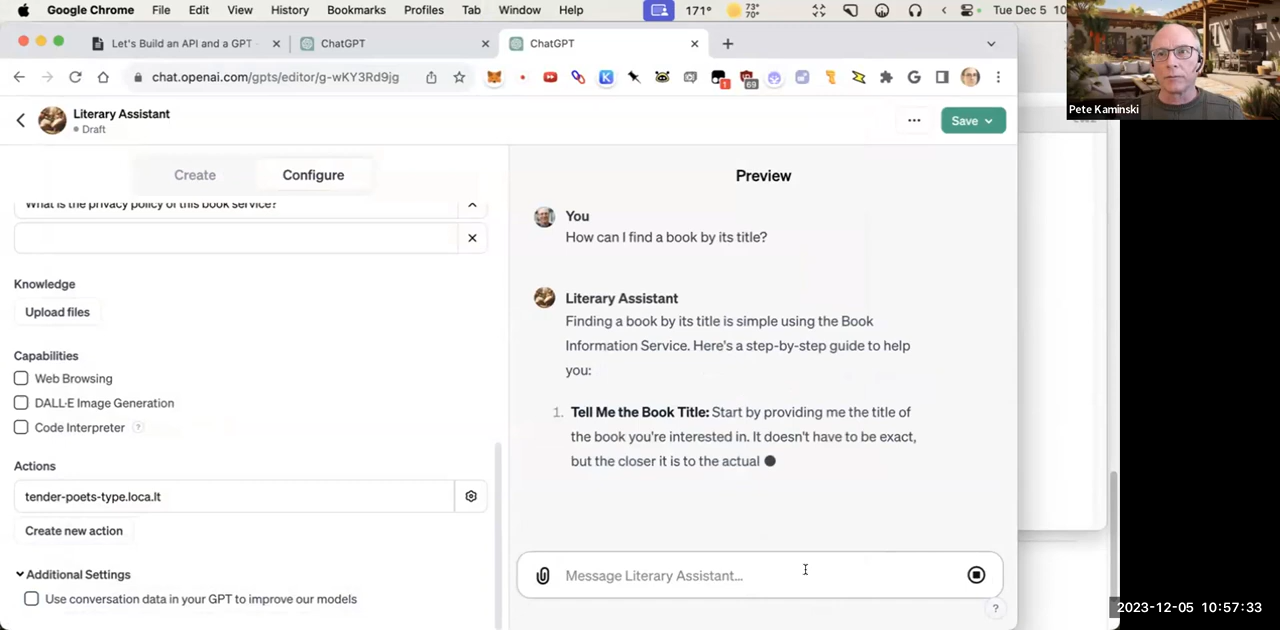 Google Chrome File Edit View History Bookmarks Profiles Tab Window Help 171° 73° 70° Tue Dec 5 10
Let's Build an API and a GPT
ChatGPT
ChatGPT
chat.openai.com/gpts/editor/g-wKY3Rd9jg
1
69
Pete Kaminski
Literary Assistant
Draft
Save
Create
Configure
What is the privacy policy of this book service?
Knowledge
Upload files
Capabilities
Web Browsing
DALL·E Image Generation
Code Interpreter ?
Actions
tender-poets-type.loca.lt
Create new action
Additional Settings
Use conversation data in your GPT to improve our models
Preview
You
How can I find a book by its title?
Literary Assistant
Finding a book by its title is simple using the Book
Information Service. Here's a step-by-step guide to help
you:
1. Tell Me the Book Title: Start by providing me the title of
the book you're interested in. It doesn't have to be exact,
but the closer it is to the actual
Message Literary Assistant...
?
2023-12-05 10:57:33